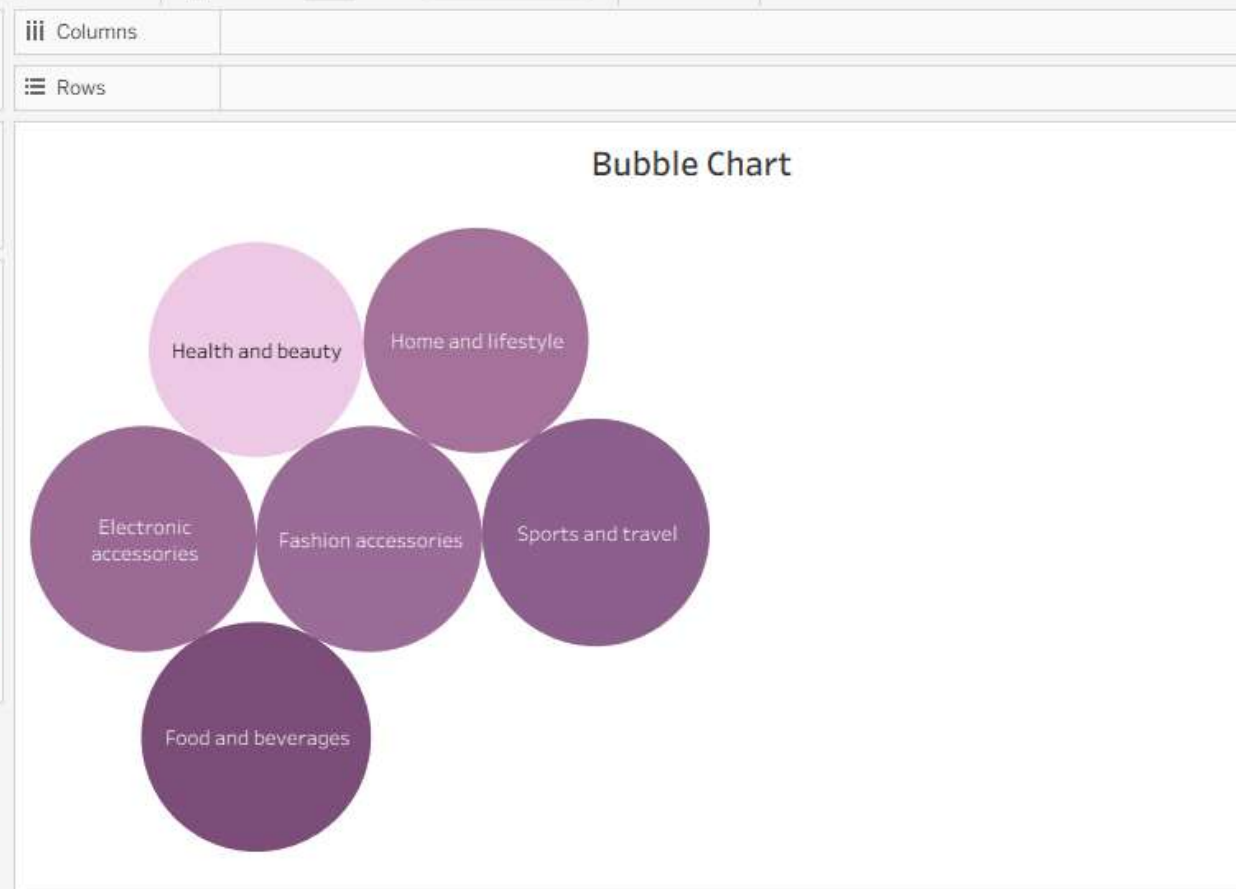 Columns
Rows
Bubble Chart
Health and beauty
Home and lifestyle
Electronic
accessories
Fashion accessories
Sports and travel
Food and beverages